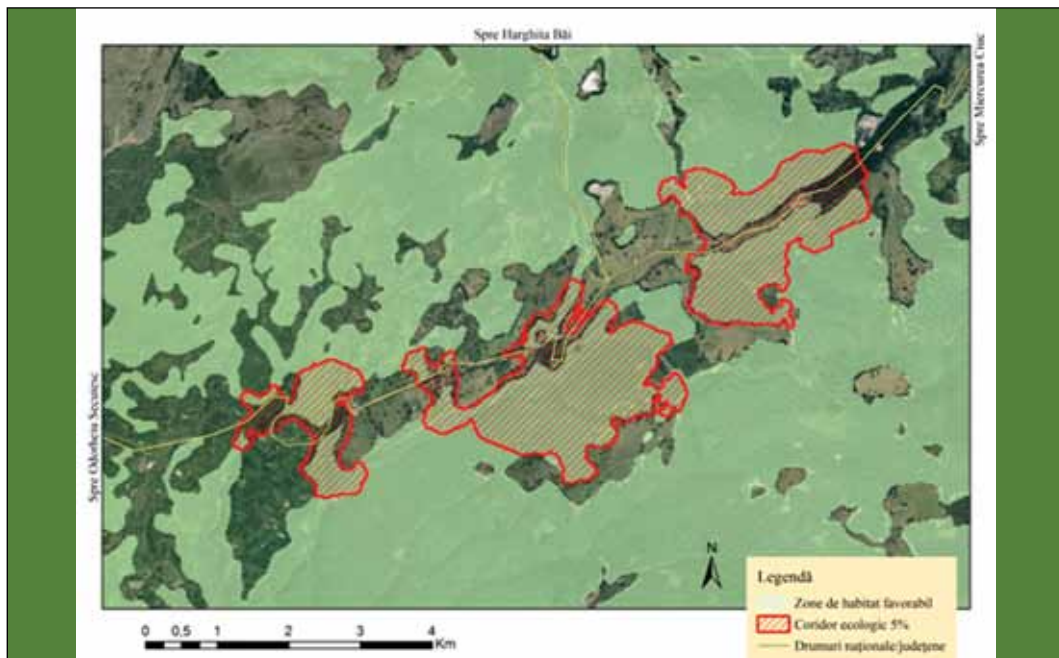 Spre Harghita Băi
Spre Miercurea Ciuc
Spre Odorheiu Secuiesc
N
Legendă
Zone de habitat favorabil
Coridor ecologic 5%
Drumuri naționale/județene
0 0,5 1 2 3 4
Km